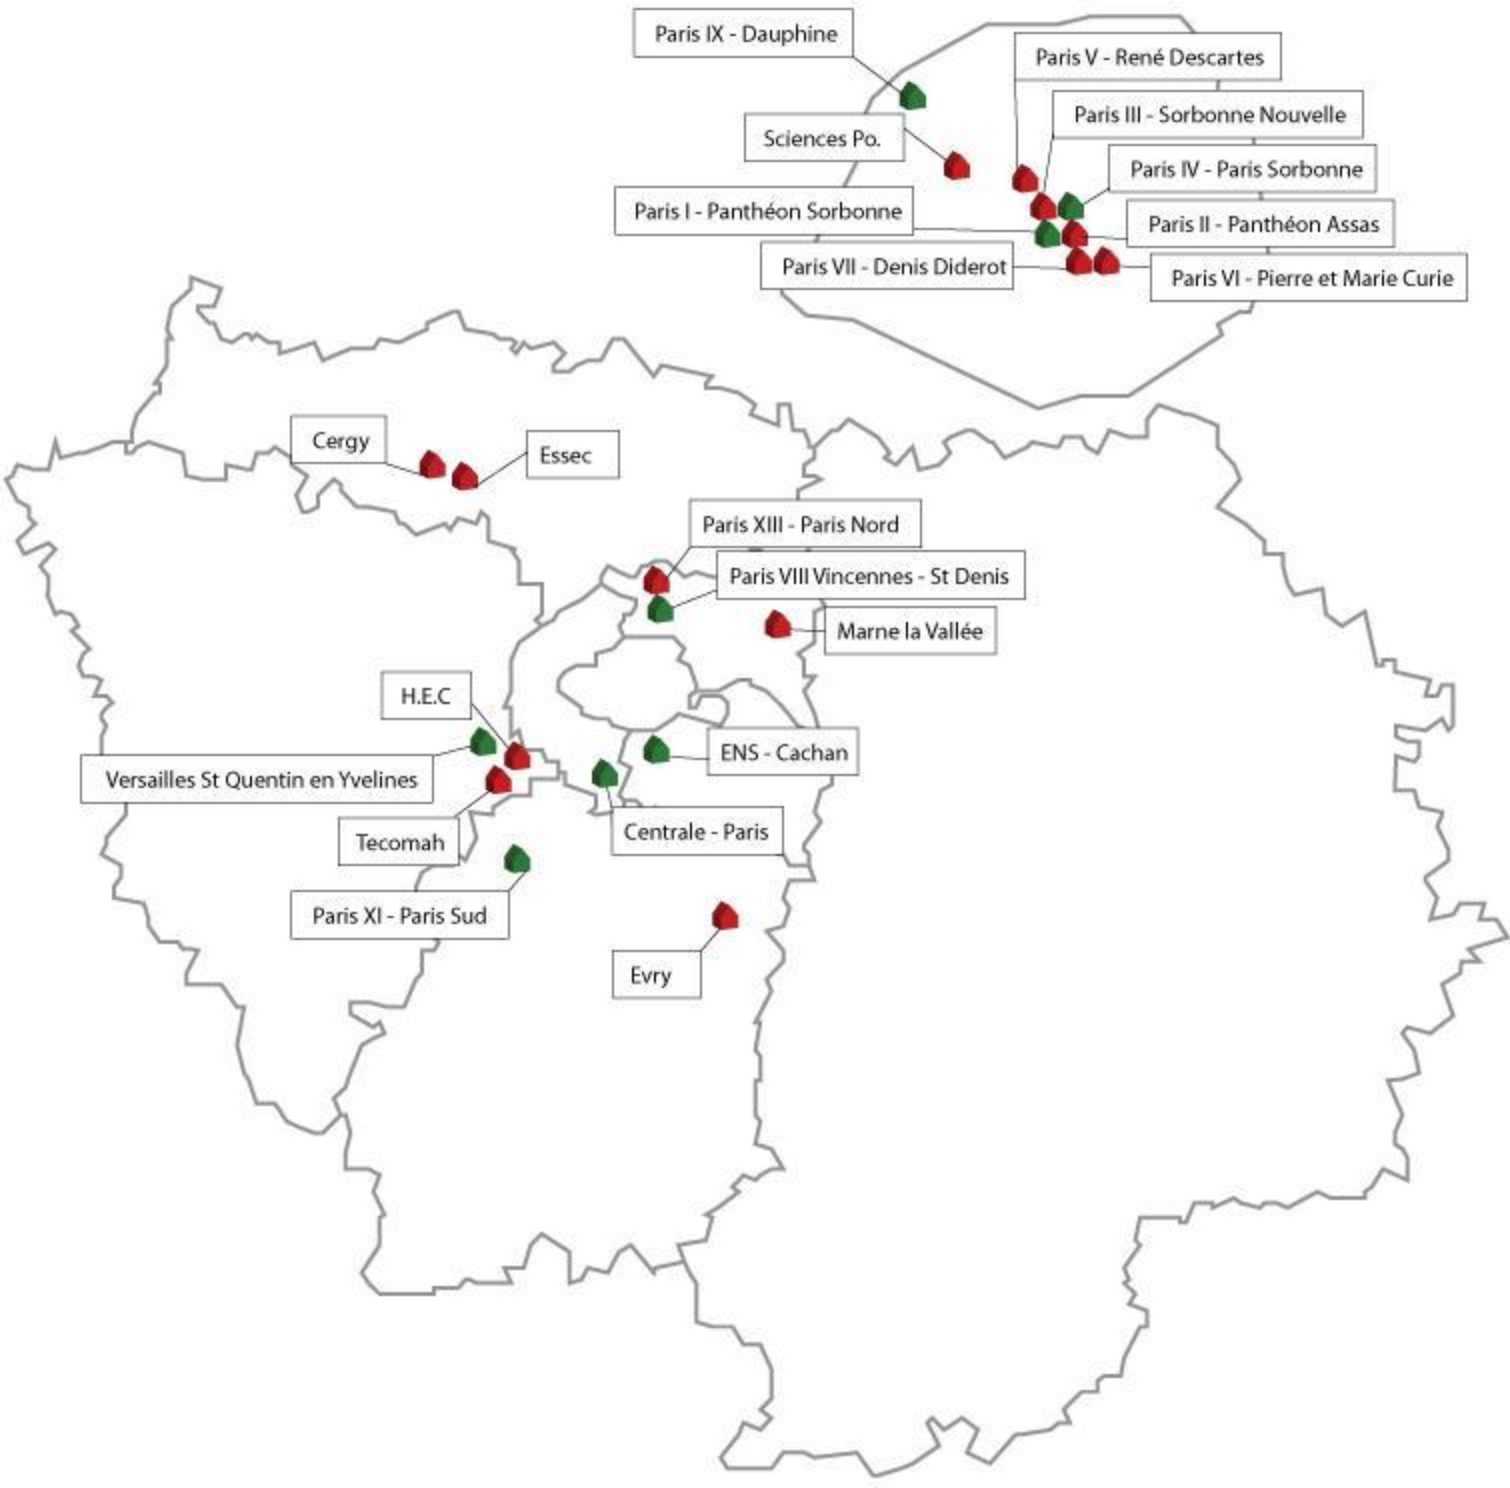 Paris IX - Dauphine
Paris V - René Descartes
Paris III - Sorbonne Nouvelle
Sciences Po.
Paris IV - Paris Sorbonne
Paris I - Panthéon Sorbonne
Paris II - Panthéon Assas
Paris VII - Denis Diderot
Paris VI - Pierre et Marie Curie
Cergy
Essec
Paris XIII - Paris Nord
Paris VIII Vincennes - St Denis
Marne la Vallée
H.E.C
ENS - Cachan
Versailles St Quentin en Yvelines
Centrale - Paris
Tecomah
Paris XI - Paris Sud
Evry